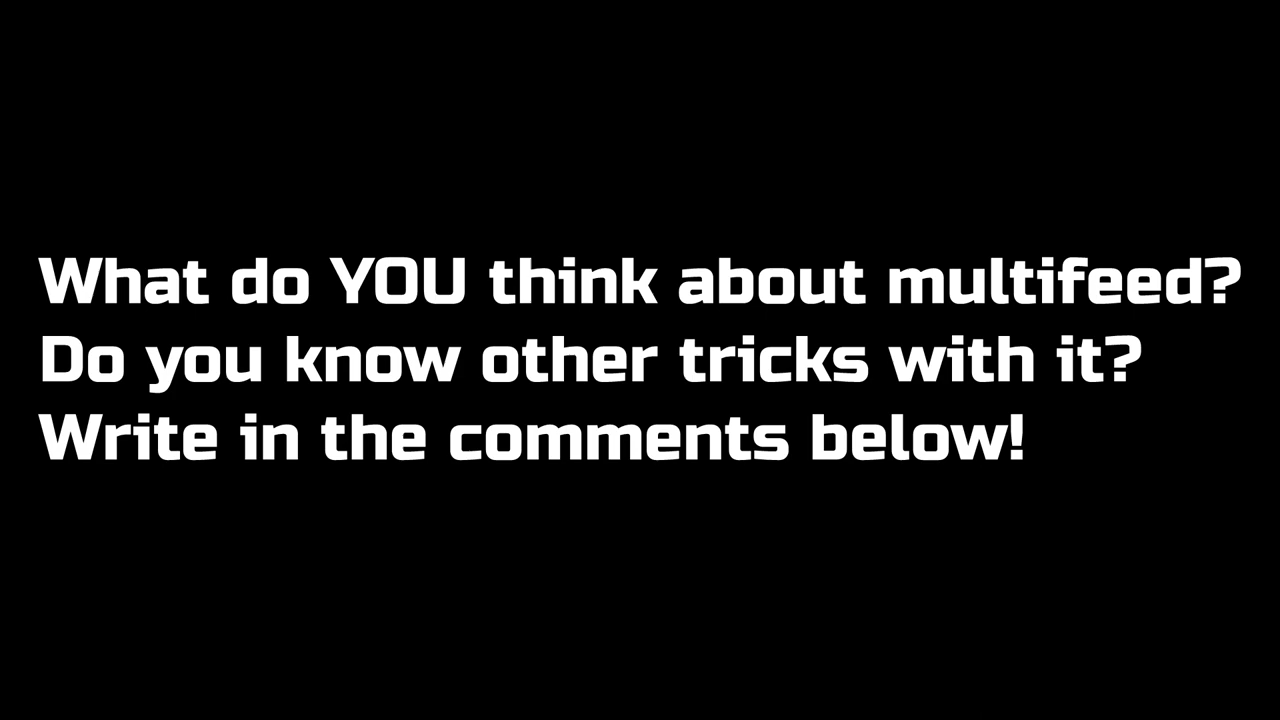 What do YOU think about multifeed?
Do you know other tricks with it?
Write in the comments below!